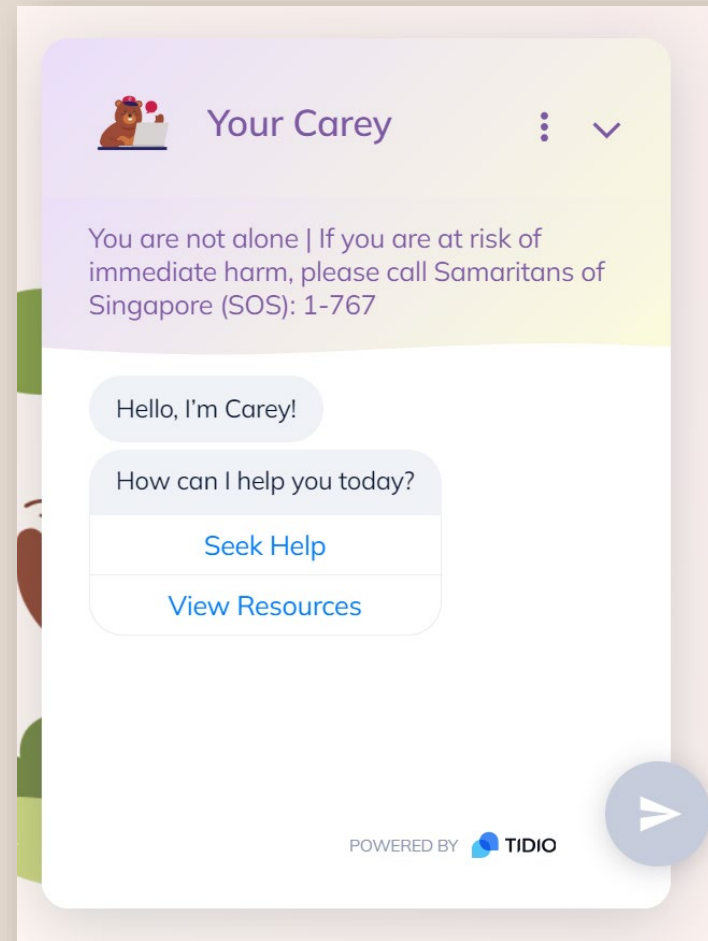 Your Carey
You are not alone | If you are at risk of
immediate harm, please call Samaritans of
Singapore (SOS): 1-767
Hello, I’m Carey!
How can I help you today?
Seek Help
View Resources
POWERED BY TIDIO